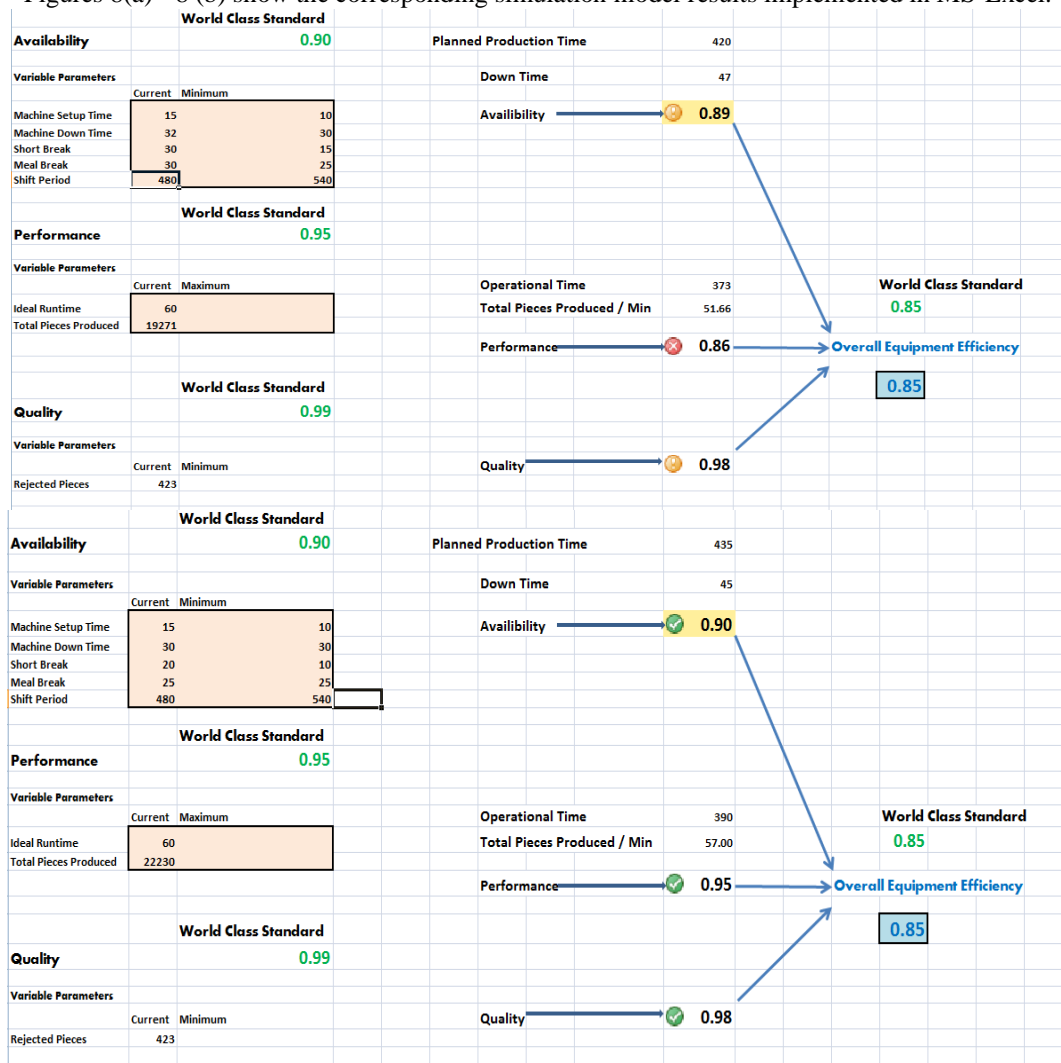 Figures 8(a) - 8 (b) show the corresponding simulation model results implemented in MS-Excel.
World Class Standard
Availability 0.90 Planned Production Time 420
Variable Parameters Down Time 47
Current Minimum
Machine Setup Time 15 10 Availibility 0.89
Machine Down Time 32 30
Short Break 30 15
Meal Break 30 25
Shift Period 480 540
World Class Standard
Performance 0.95
Variable Parameters
Current Maximum Operational Time 373 World Class Standard
Ideal Runtime 60 Total Pieces Produced / Min 51.66 0.85
Total Pieces Produced 19271
Performance 0.86 Overall Equipment Efficiency
World Class Standard 0.85
Quality 0.99
Variable Parameters
Current Minimum Quality 0.98
Rejected Pieces 423
World Class Standard
Availability 0.90 Planned Production Time 435
Variable Parameters Down Time 45
Current Minimum
Machine Setup Time 15 10 Availibility 0.90
Machine Down Time 30 30
Short Break 20 10
Meal Break 25 25
Shift Period 480 540
World Class Standard
Performance 0.95
Variable Parameters
Current Maximum Operational Time 390 World Class Standard
Ideal Runtime 60 Total Pieces Produced / Min 57.00 0.85
Total Pieces Produced 22230
Performance 0.95 Overall Equipment Efficiency
World Class Standard 0.85
Quality 0.99
Variable Parameters
Current Minimum Quality 0.98
Rejected Pieces 423